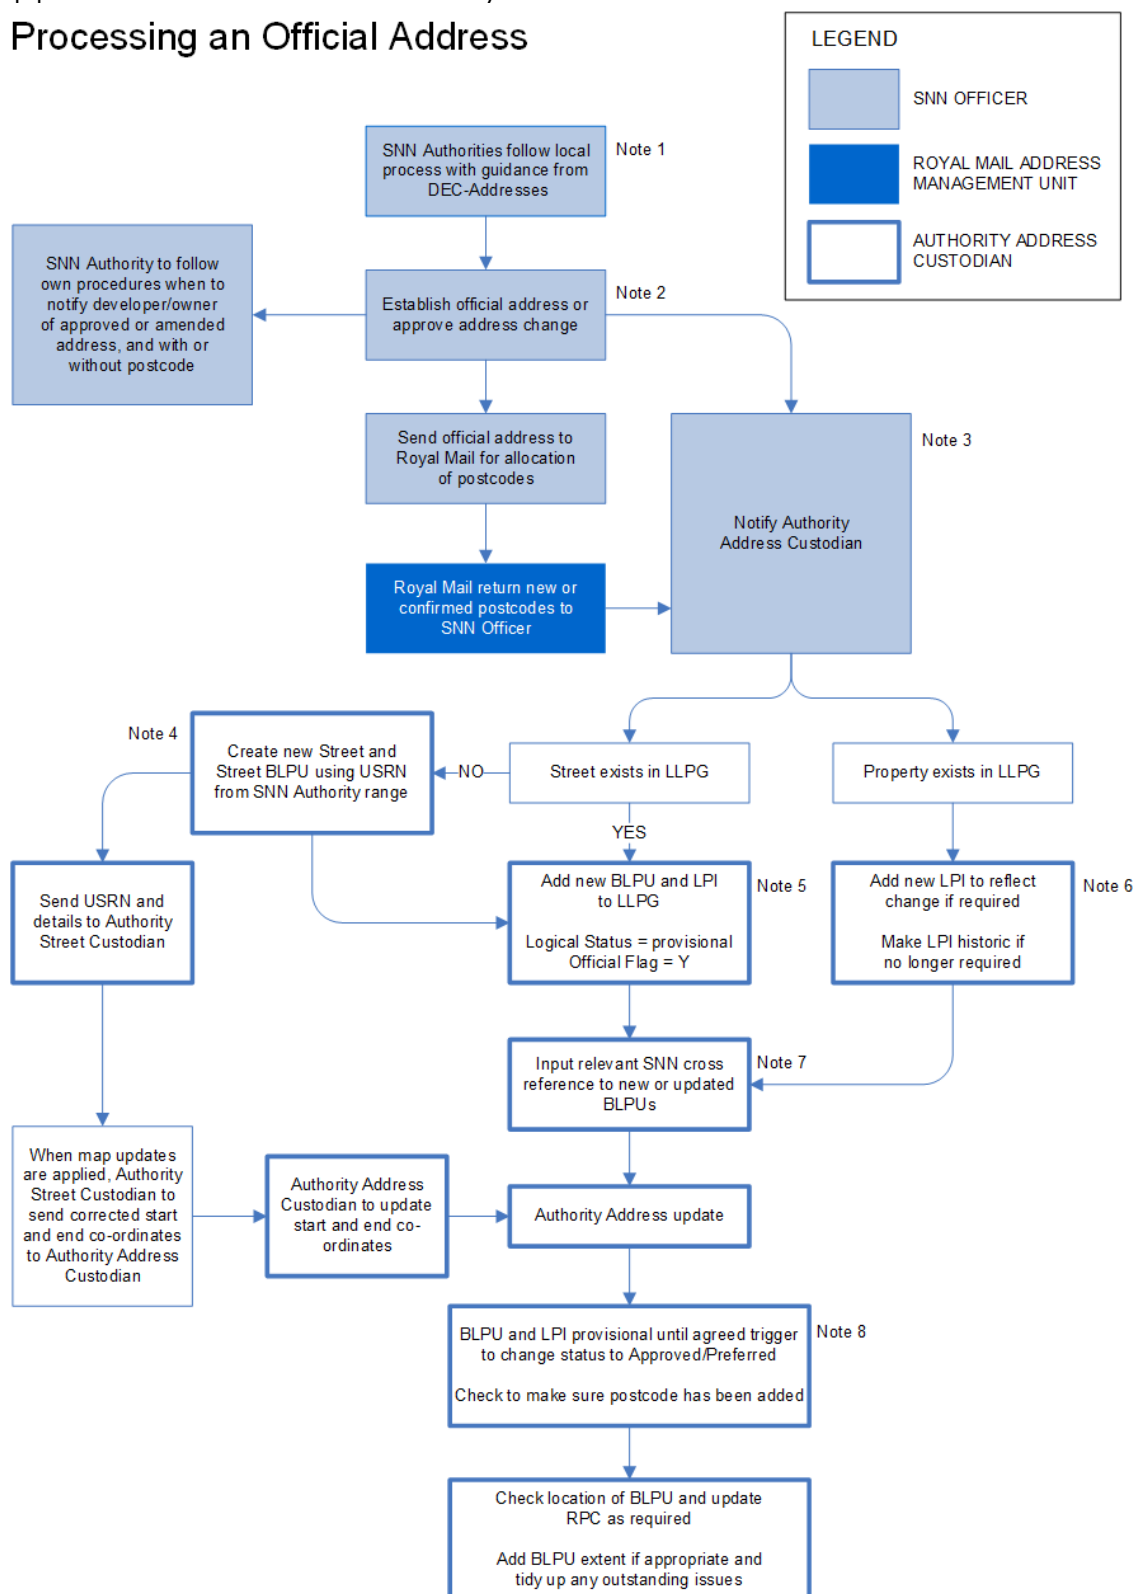 Processing an Official Address
LEGEND
SNN OFFICER
ROYAL MAIL ADDRESS
MANAGEMENT UNIT
AUTHORITY ADDRESS
CUSTODIAN
SNN Authorities follow local
process with guidance from
DEC-Addresses
Note 1
SNN Authority to follow
own procedures when to
notify developer/owner
of approved or amended
address, and with or
without postcode
Establish official address or
approve address change
Note 2
Send official address to
Royal Mail for allocation
of postcodes
Notify Authority
Address Custodian
Note 3
Royal Mail return new or
confirmed postcodes to
SNN Officer
Note 4
Create new Street and
Street BLPU using USRN
from SNN Authority range
NO
Street exists in LLPG
Property exists in LLPG
YES
Send USRN and
details to Authority
Street Custodian
Add new BLPU and LPI
to LLPG
Logical Status = provisional
Official Flag = Y
Note 5
Add new LPI to reflect
change if required
Make LPI historic if
no longer required
Note 6
Input relevant SNN cross
reference to new or updated
BLPUs
Note 7
When map updates
are applied, Authority
Street Custodian to
send corrected start
and end co-ordinates
to Authority Address
Custodian
Authority Address
Custodian to update
start and end co-
ordinates
Authority Address update
BLPU and LPI provisional until agreed trigger
to change status to Approved/Preferred
Check to make sure postcode has been added
Note 8
Check location of BLPU and update
RPC as required
Add BLPU extent if appropriate and
tidy up any outstanding issues